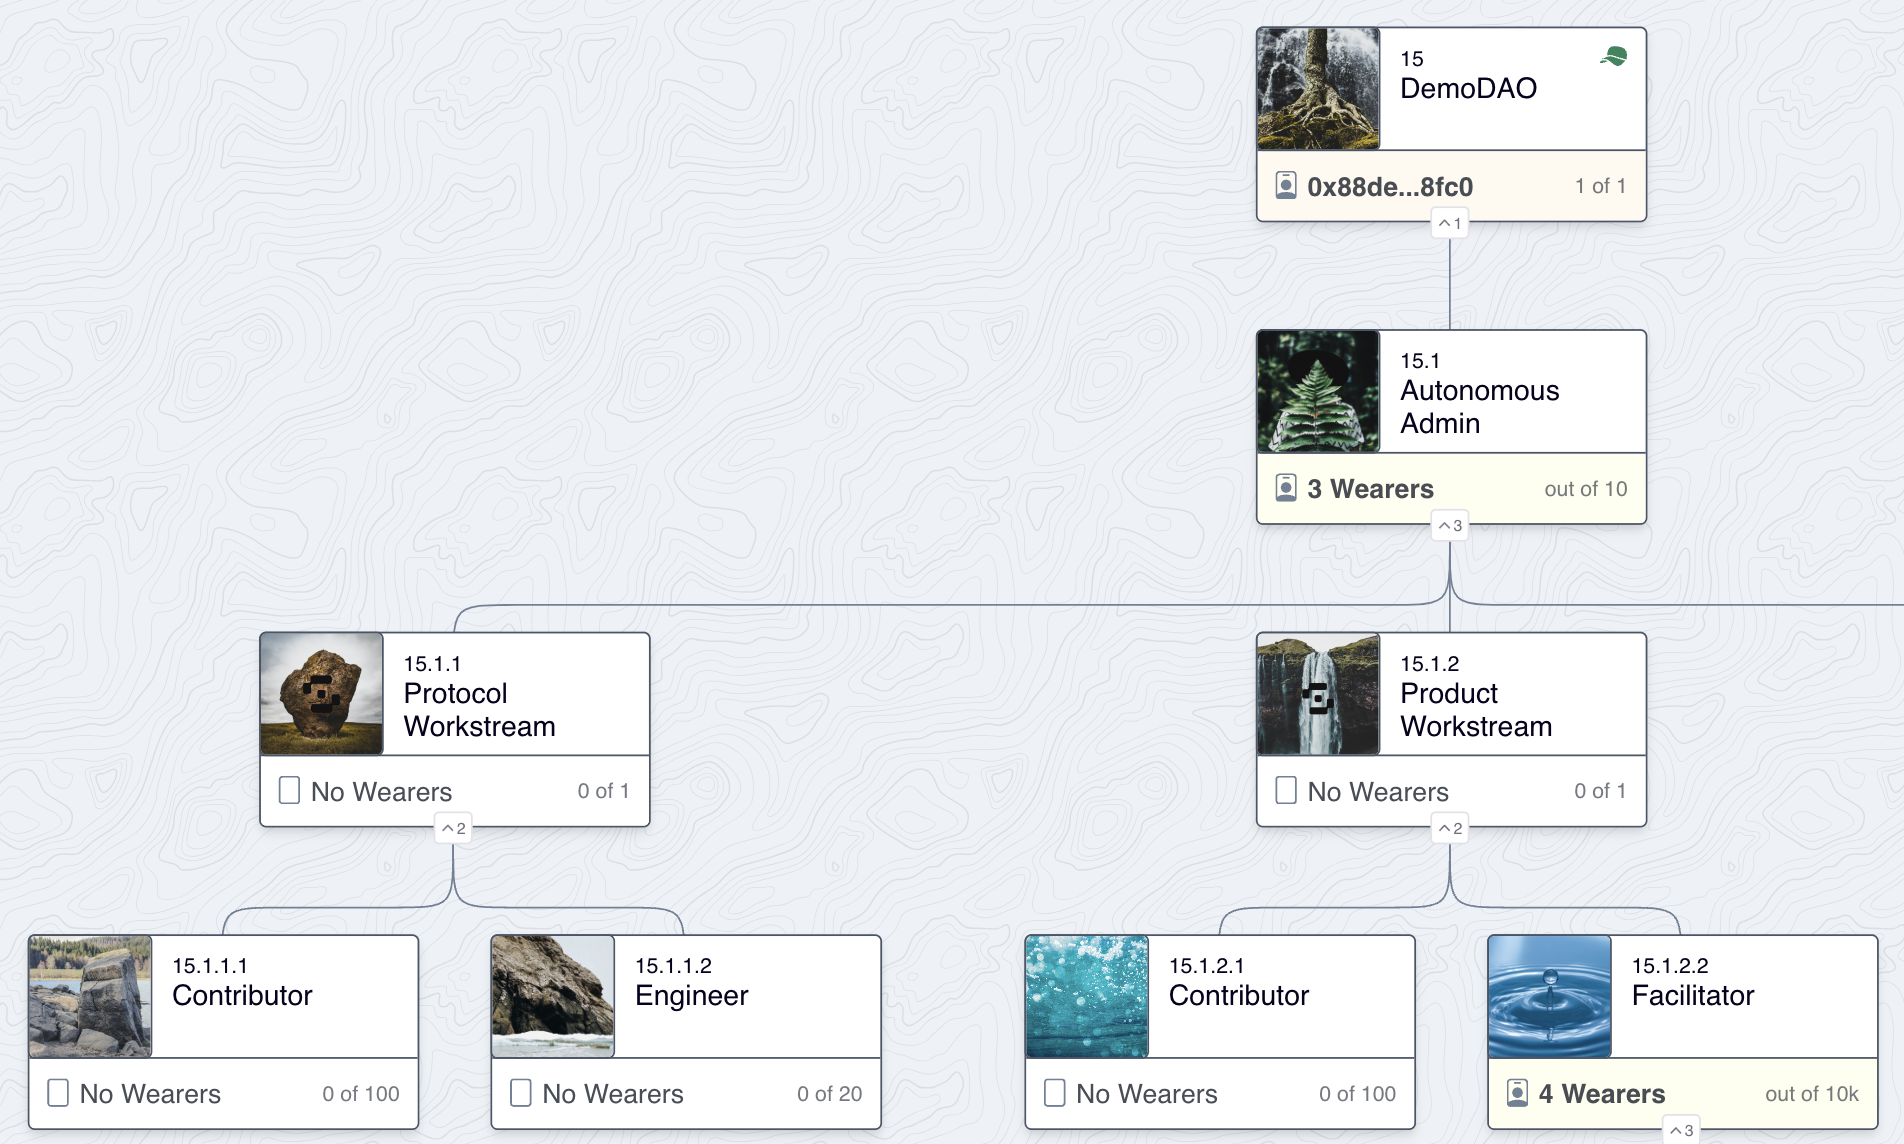 15
DemoDAO
0x88de...8fc0
1 of 1
1
15.1
Autonomous
Admin
3 Wearers
out of 10
3
15.1.1
Protocol
Workstream
No Wearers
0 of 1
2
15.1.2
Product
Workstream
No Wearers
0 of 1
2
15.1.1.1
Contributor
No Wearers
0 of 100
15.1.1.2
Engineer
No Wearers
0 of 20
15.1.2.1
Contributor
No Wearers
0 of 100
15.1.2.2
Facilitator
4 Wearers
out of 10k
3